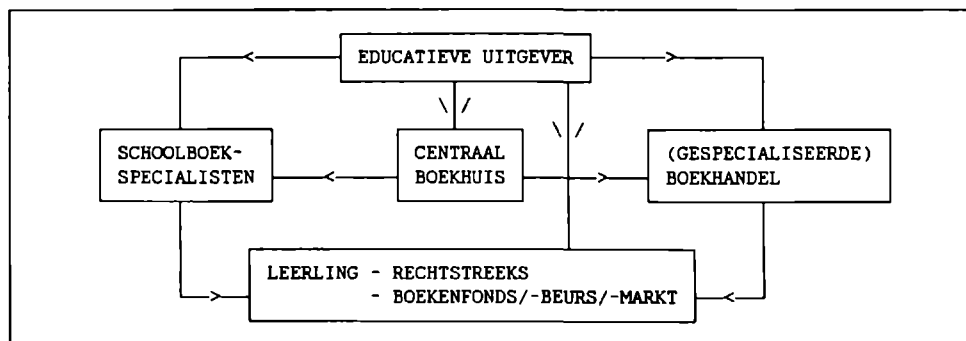 EDUCATIEVE UITGEVER
SCHOOLBOEK-
SPECIALISTEN
CENTRAAL
BOEKHUIS
(GESPECIALISEERDE)
BOEKHANDEL
LEERLING - RECHTSTREEKS
- BOEKENFONDS/-BEURS/-MARKT